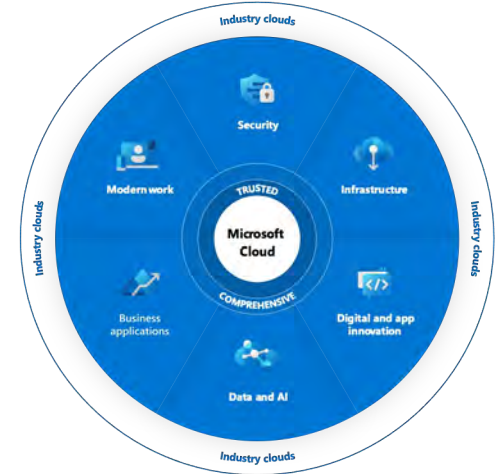 Industry clouds
Security
Modern work
Infrastructure
TRUSTED
Industry clouds
Microsoft
Cloud
Industry clouds
COMPREHENSIVE
Business
applications
Digital and app
innovation
Data and AI
Industry clouds